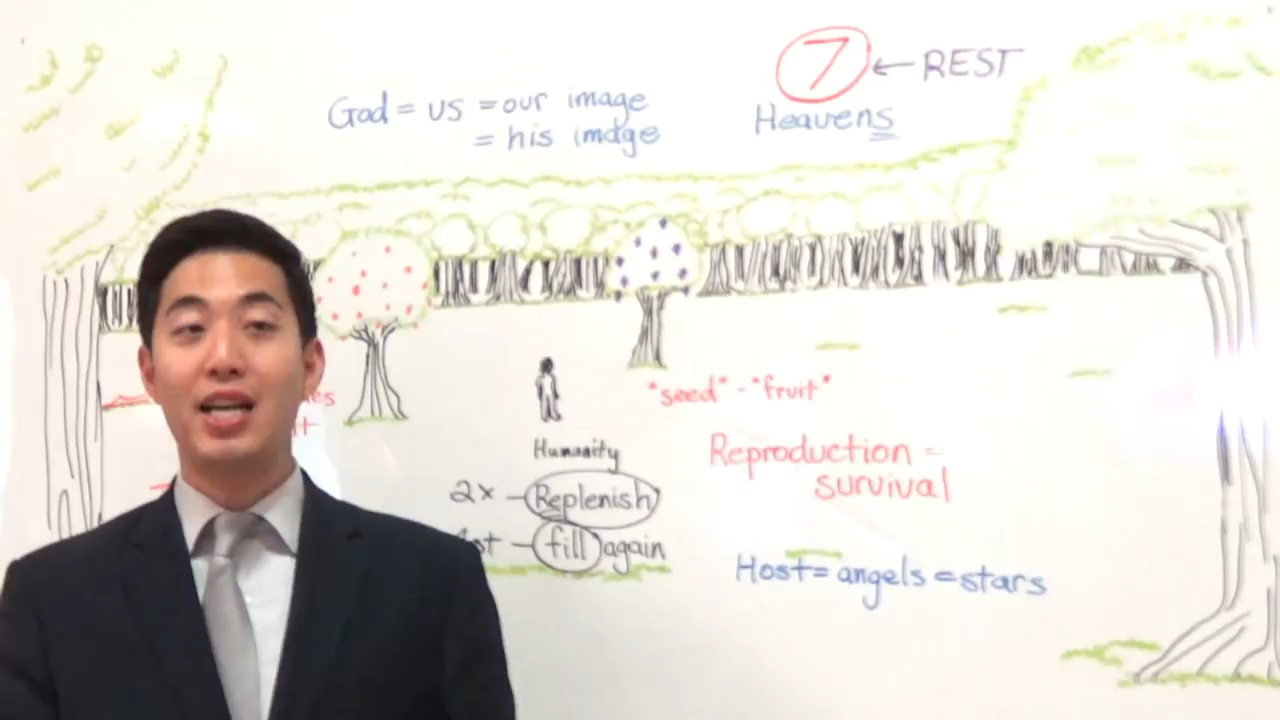 7 ← REST
God = us = our image
= his image
Heavens
"seed" - "fruit"
Humanity
Reproduction =
survival
2x - Replenish
- fill again
Host = angels = stars